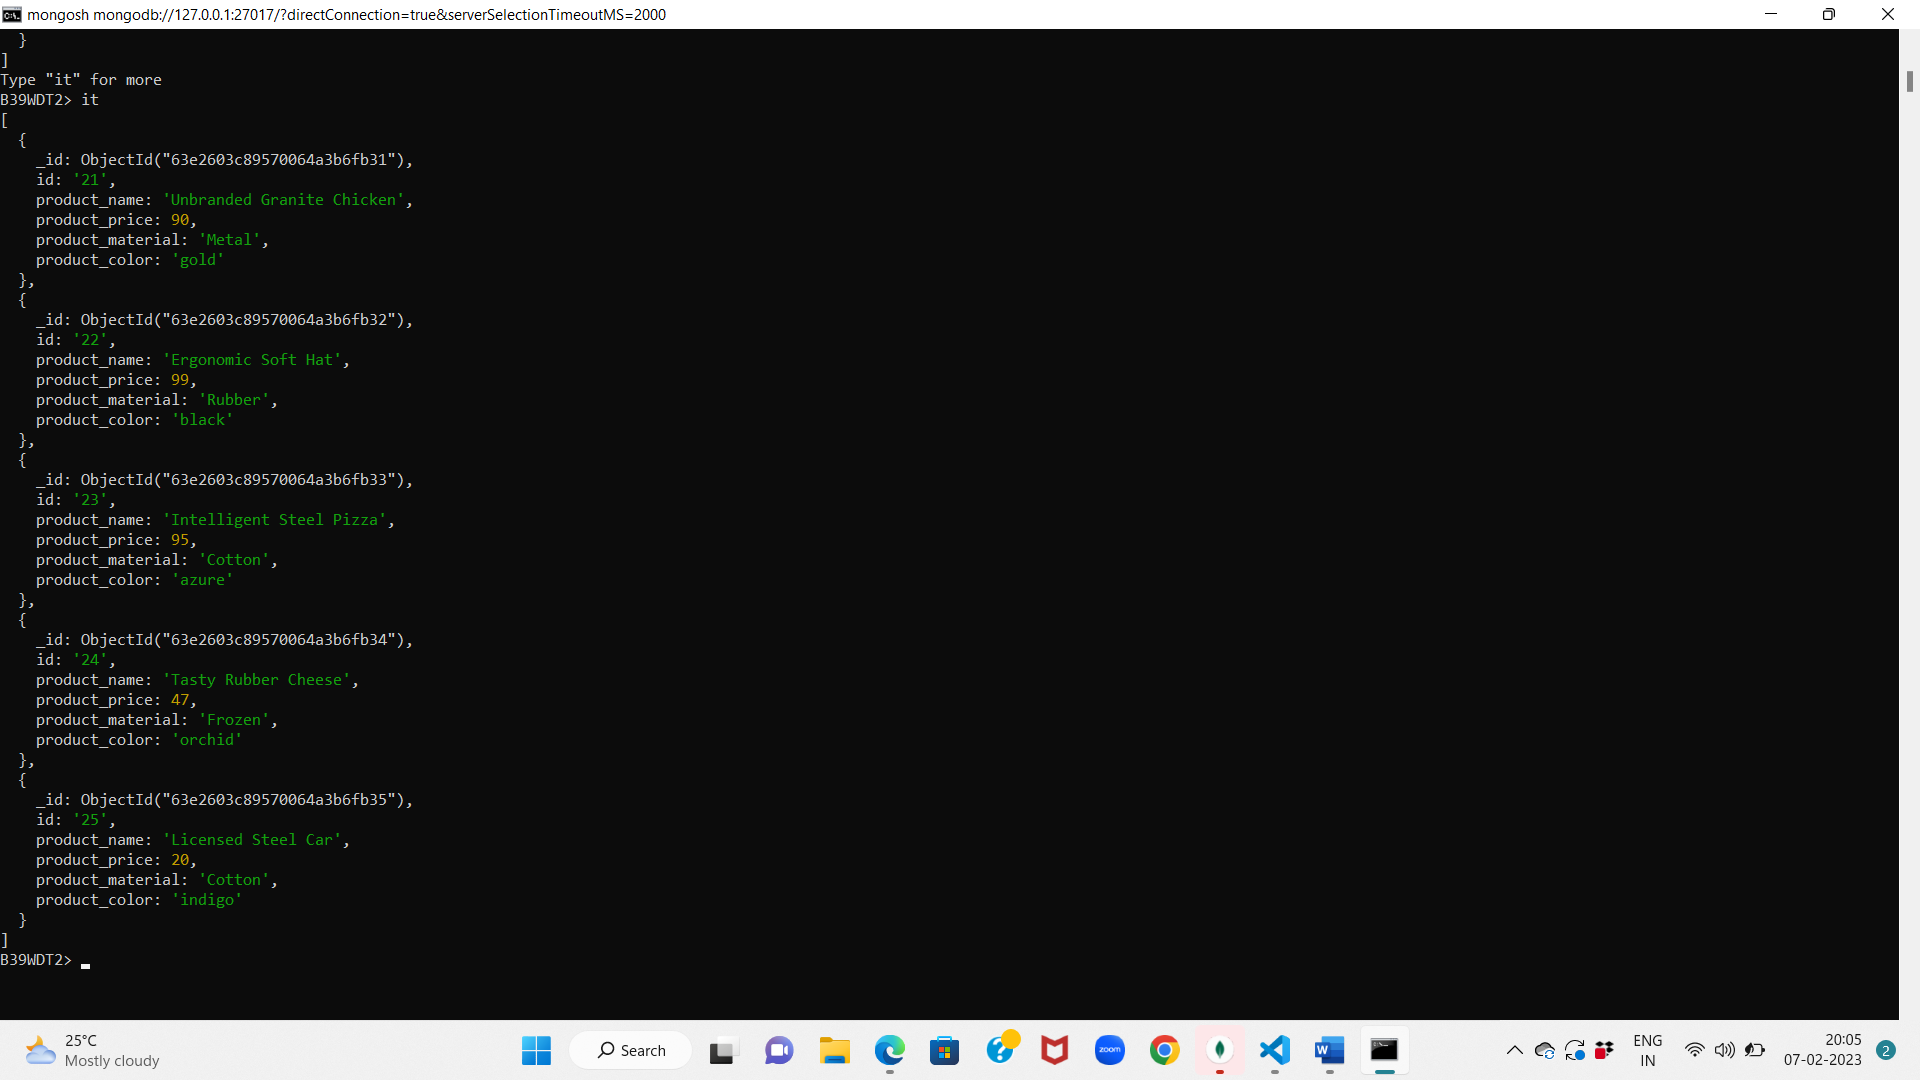 mongosh mongodb://127.0.0.1:27017/?directConnection=true&serverSelectionTimeoutMS=2000
  }
]
Type "it" for more
B39WDT2> it
[
  {
    _id: ObjectId("63e2603c89570064a3b6fb31"),
    id: '21',
    product_name: 'Unbranded Granite Chicken',
    product_price: 90,
    product_material: 'Metal',
    product_color: 'gold'
  },
  {
    _id: ObjectId("63e2603c89570064a3b6fb32"),
    id: '22',
    product_name: 'Ergonomic Soft Hat',
    product_price: 99,
    product_material: 'Rubber',
    product_color: 'black'
  },
  {
    _id: ObjectId("63e2603c89570064a3b6fb33"),
    id: '23',
    product_name: 'Intelligent Steel Pizza',
    product_price: 95,
    product_material: 'Cotton',
    product_color: 'azure'
  },
  {
    _id: ObjectId("63e2603c89570064a3b6fb34"),
    id: '24',
    product_name: 'Tasty Rubber Cheese',
    product_price: 47,
    product_material: 'Frozen',
    product_color: 'orchid'
  },
  {
    _id: ObjectId("63e2603c89570064a3b6fb35"),
    id: '25',
    product_name: 'Licensed Steel Car',
    product_price: 20,
    product_material: 'Cotton',
    product_color: 'indigo'
  }
]
B39WDT2>
25°C
Mostly cloudy
Search
zoom
W
ENG
IN
20:05
07-02-2023
2